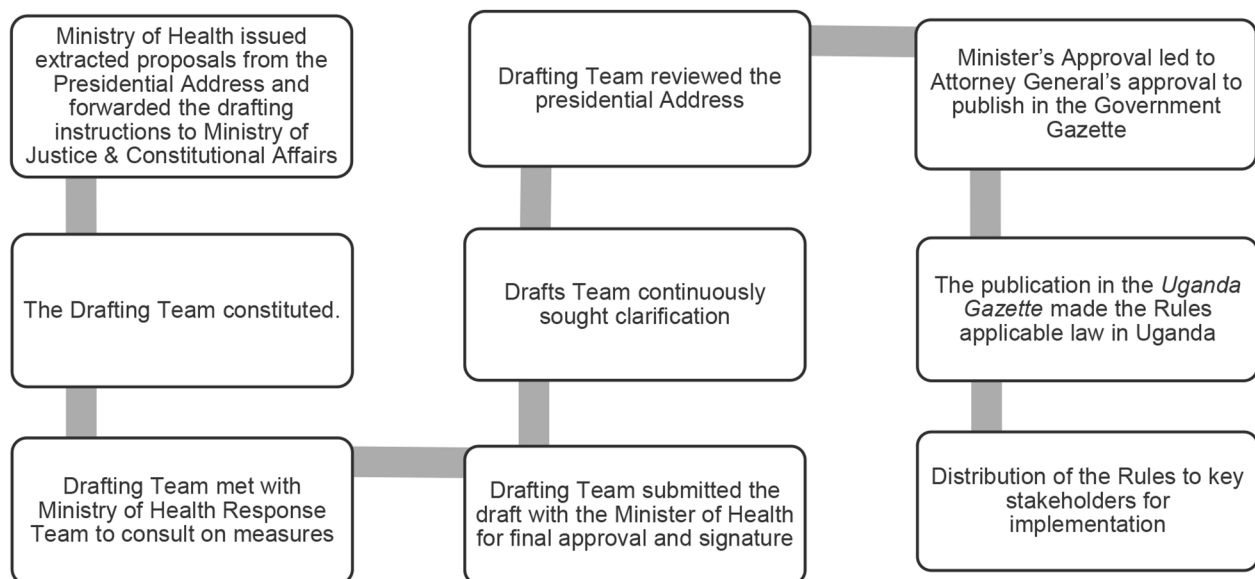 Ministry of Health issued
extracted proposals from the
Presidential Address and
forwarded the drafting
instructions to Ministry of
Justice & Constitutional Affairs
The Drafting Team constituted.
Drafting Team met with
Ministry of Health Response
Team to consult on measures
Drafting Team submitted the
draft with the Minister of Health
for final approval and signature
Drafts Team continuously
sought clarification
Drafting Team reviewed the
presidential Address
Minister’s Approval led to
Attorney General’s approval to
publish in the Government
Gazette
The publication in the Uganda
Gazette made the Rules
applicable law in Uganda
Distribution of the Rules to key
stakeholders for
implementation